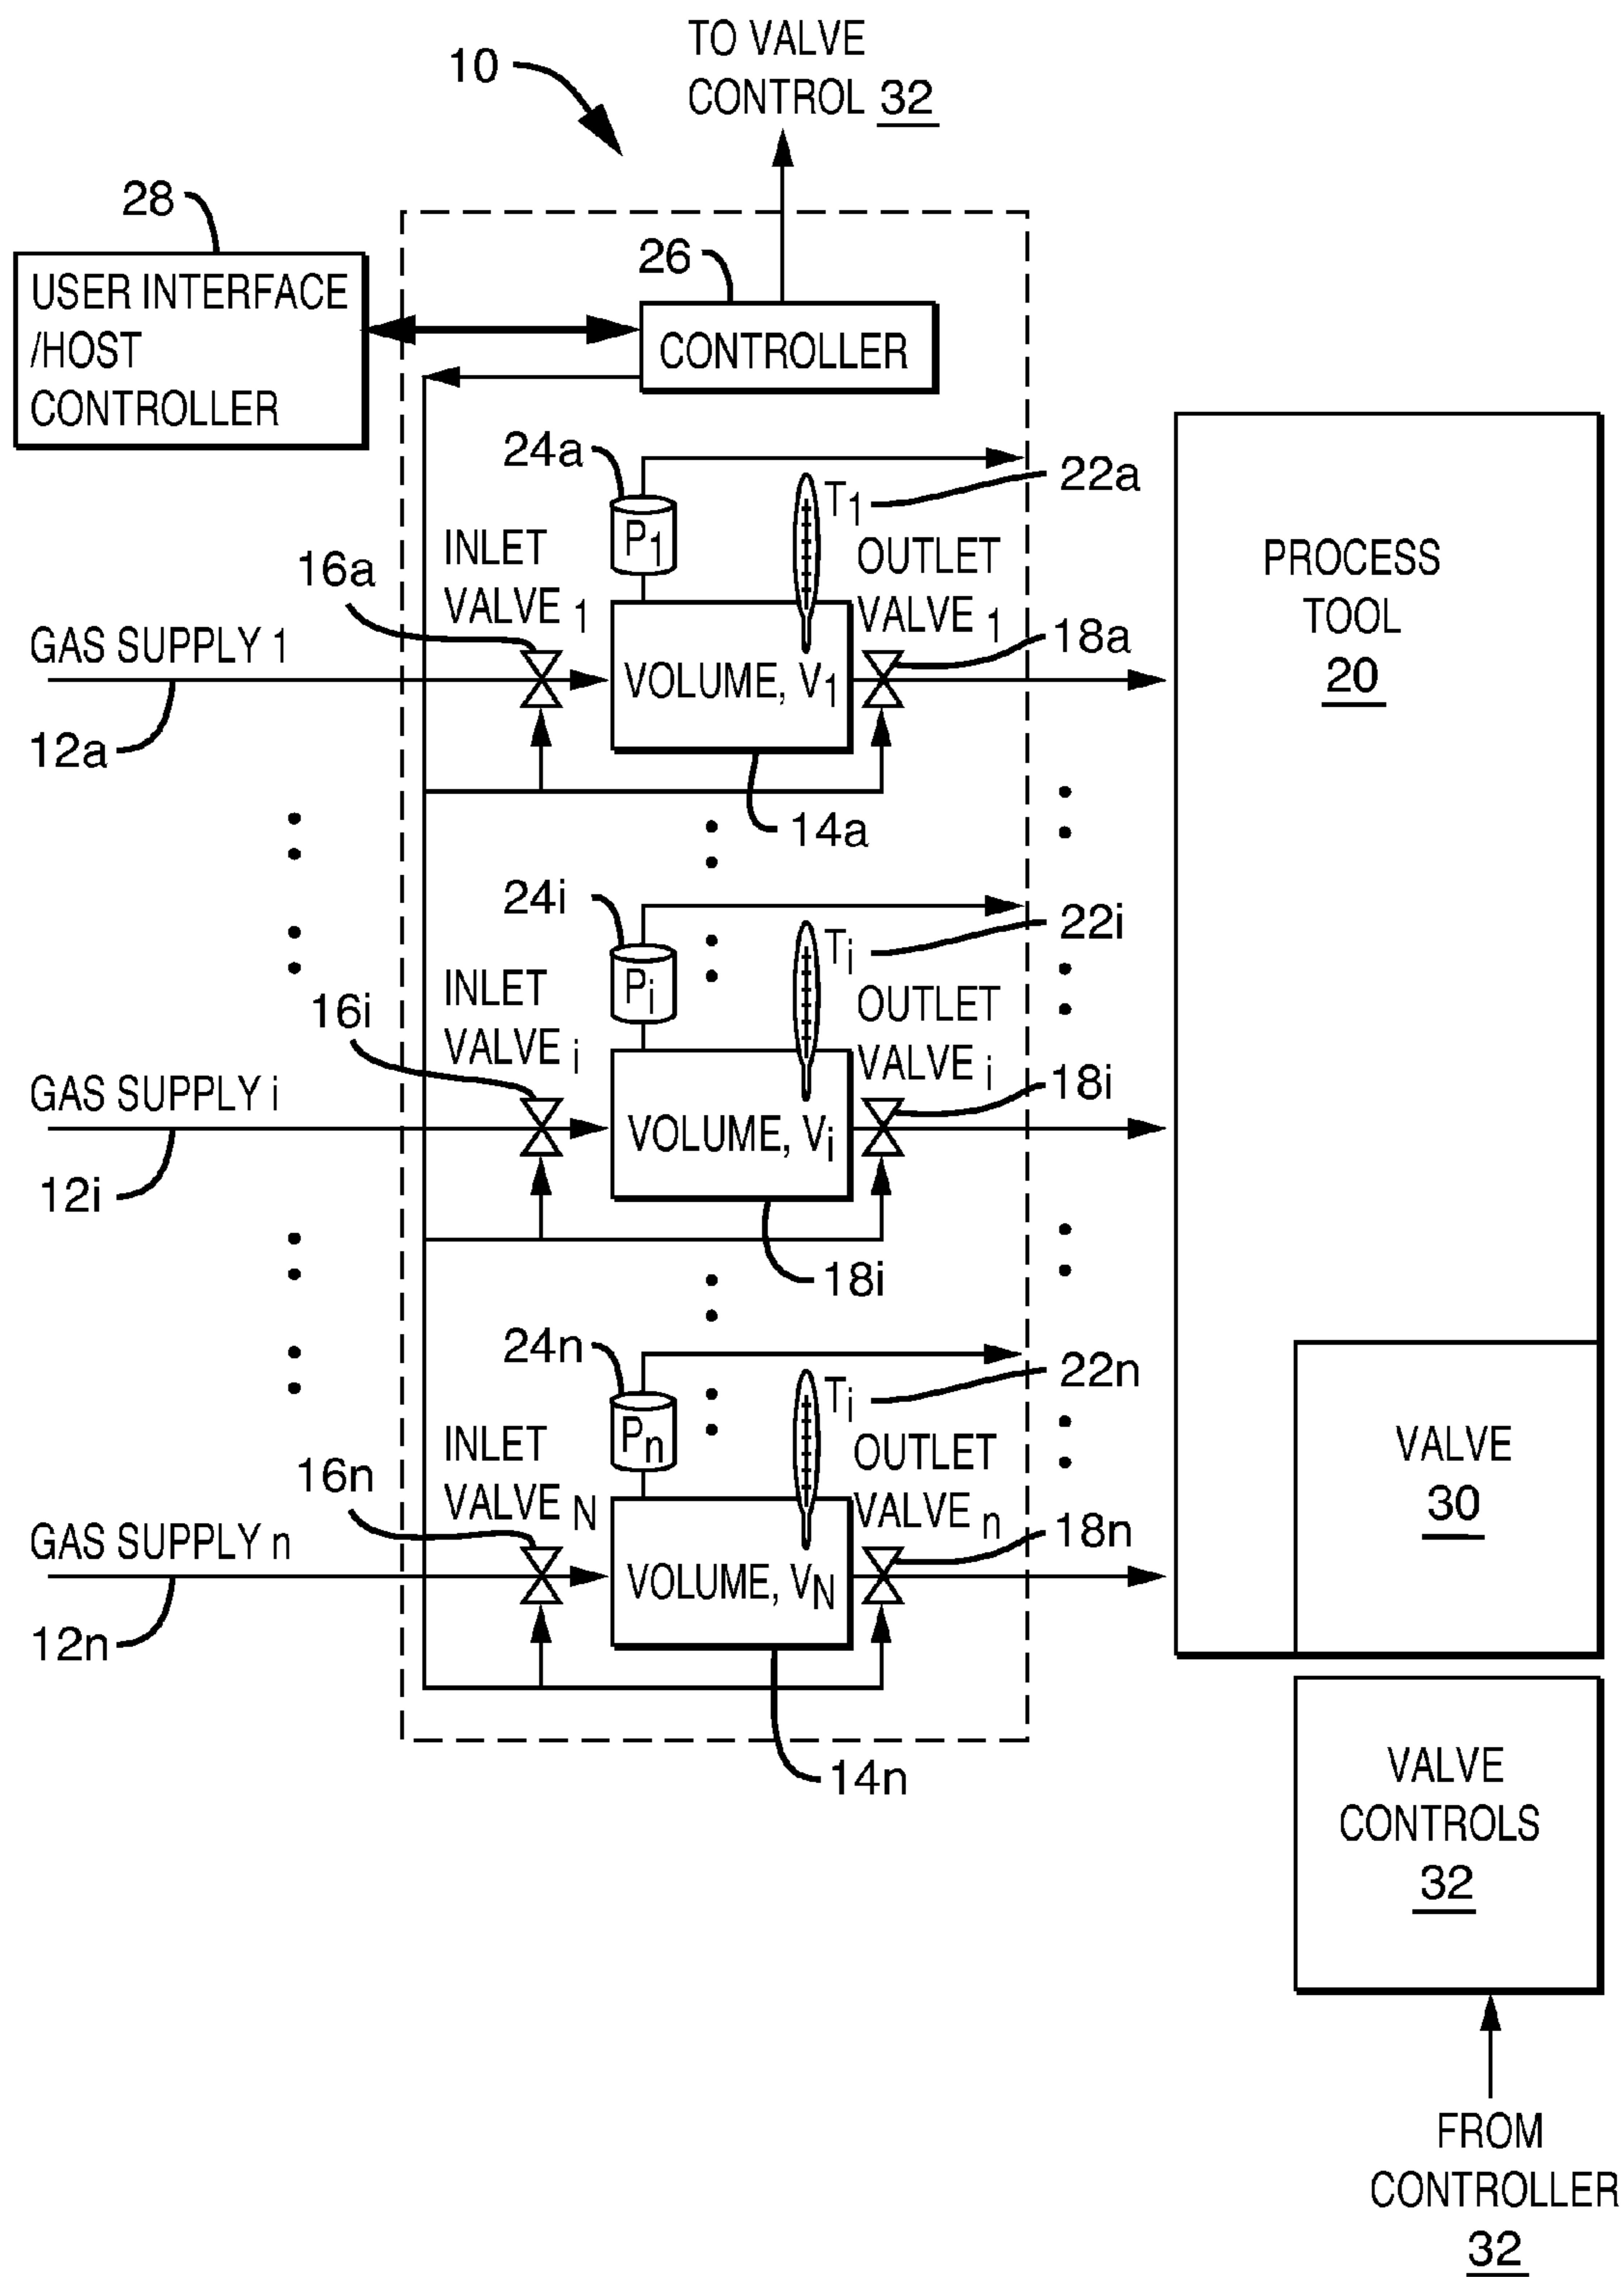 TO VALVE
CONTROL 32
10
28
USER INTERFACE
/HOST
CONTROLLER
26
CONTROLLER
24a
P1
T1
22a
INLET
VALVE 1
OUTLET
VALVE 1
16a
18a
GAS SUPPLY 1
VOLUME, V1
12a
14a
PROCESS
TOOL
20
24i
Pi
Ti
22i
INLET
VALVE i
OUTLET
VALVE i
16i
18i
GAS SUPPLY i
VOLUME, Vi
12i
18i
24n
Pn
Ti
22n
INLET
VALVE N
OUTLET
VALVE n
16n
18n
GAS SUPPLY n
VOLUME, VN
12n
14n
VALVE
30
VALVE
CONTROLS
32
FROM
CONTROLLER
32